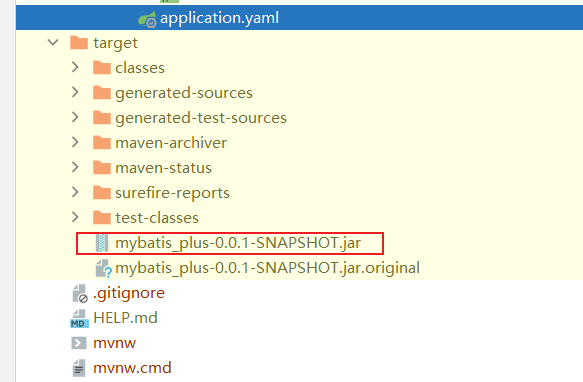 application.yaml
target
classes
generated-sources
generated-test-sources
maven-archiver
maven-status
surefire-reports
test-classes
mybatis_plus-0.0.1-SNAPSHOT.jar
mybatis_plus-0.0.1-SNAPSHOT.jar.original
.gitignore
MD HELP.md
mvnw
mvnw.cmd